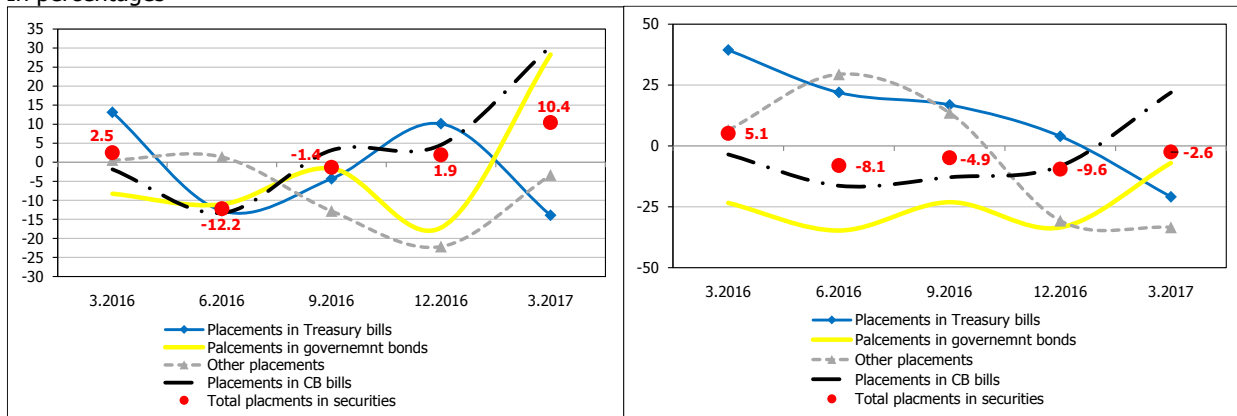 In percentages
35
30
25
20
15
10
5
0
-5
-10
-15
-20
-25
-30
2.5
-12.2
-1.4
1.9
10.4
3.2016 6.2016 9.2016 12.2016 3.2017
Placements in Treasury bills
Palcements in governemnt bonds
Other placements
Placements in CB bills
Total placments in securities
50
25
0
-25
-50
5.1
-8.1
-4.9
-9.6
-2.6
3.2016 6.2016 9.2016 12.2016 3.2017
Placements in Treasury bills
Palcements in governemnt bonds
Other placements
Placements in CB bills
Total placments in securities